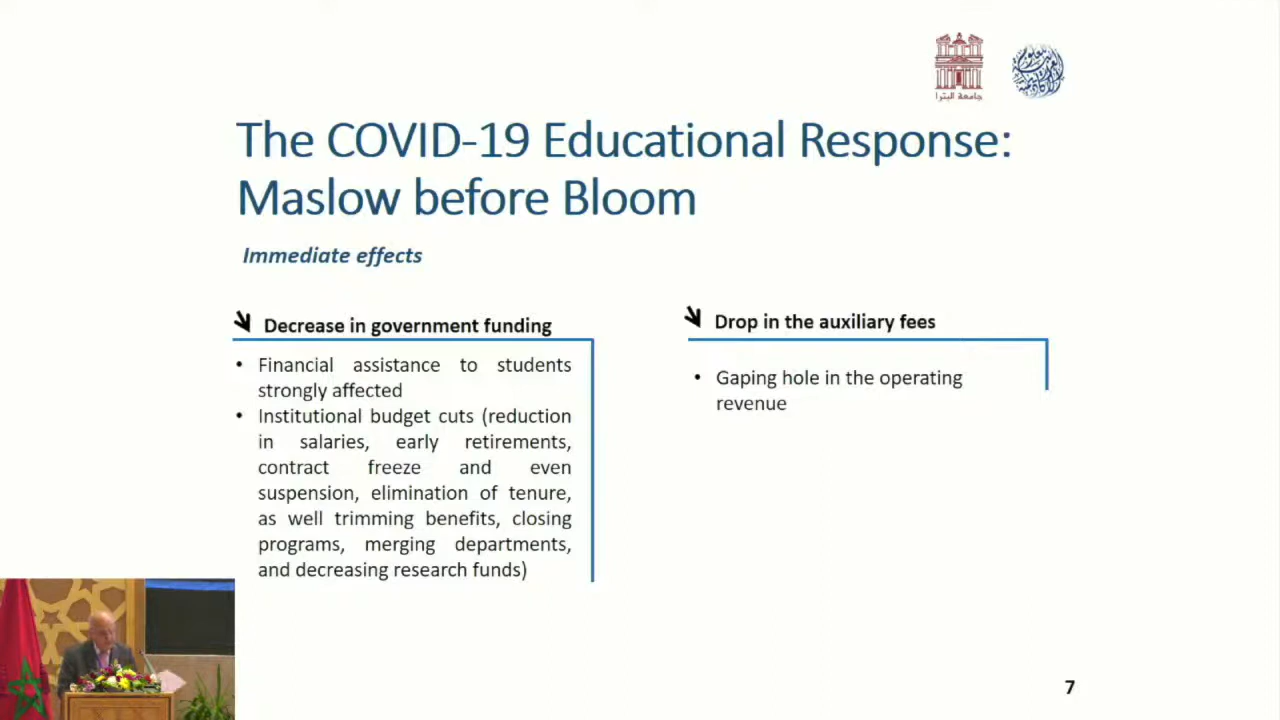 جامعة البترا
The COVID-19 Educational Response:
Maslow before Bloom
Immediate effects
Decrease in government funding
• Financial assistance to students
strongly affected
• Institutional budget cuts (reduction
in salaries, early retirements,
contract freeze and even
suspension, elimination of tenure,
as well trimming benefits, closing
programs, merging departments,
and decreasing research funds)
Drop in the auxiliary fees
• Gaping hole in the operating
revenue
7